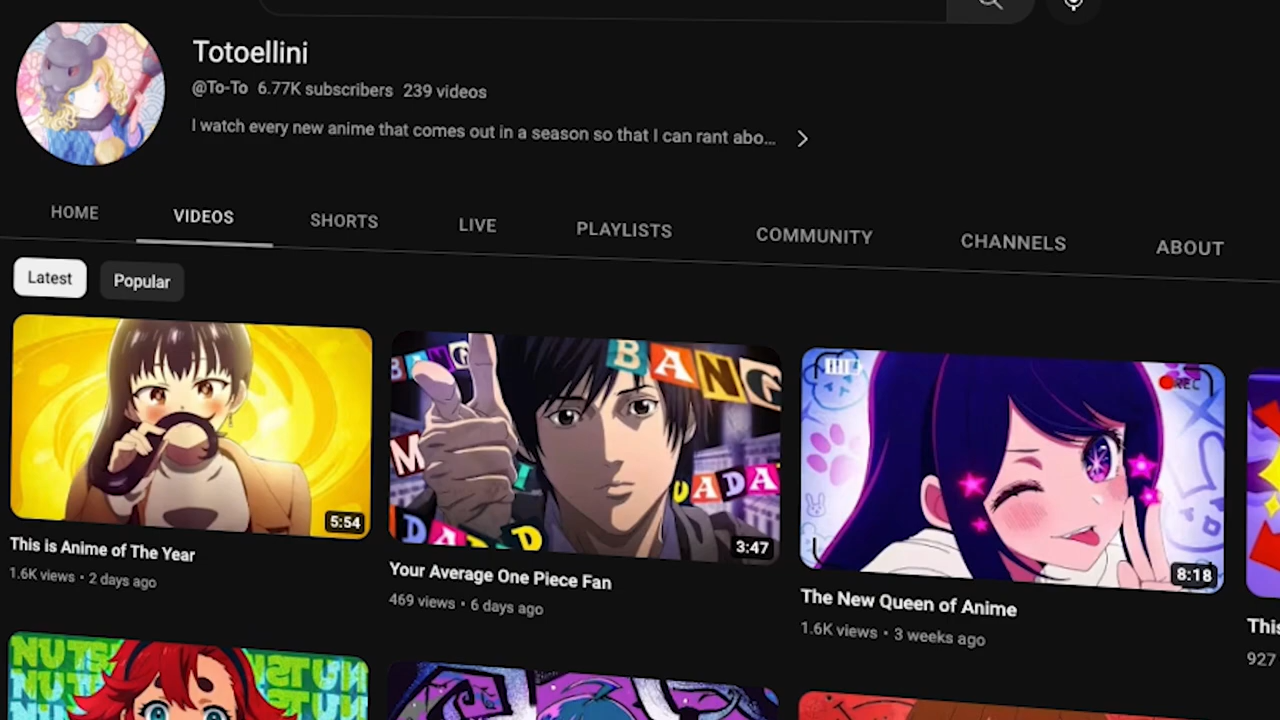 Totoellini
@To-To 6.77K subscribers 239 videos
I watch every new anime that comes out in a season so that I can rant abo...
HOME VIDEOS SHORTS LIVE PLAYLISTS COMMUNITY CHANNELS ABOUT
Latest Popular
BANG
BANG
DADA
REC
5:54
3:47
8:18
This is Anime of The Year
1.6K views • 2 days ago
Your Average One Piece Fan
469 views • 6 days ago
The New Queen of Anime
1.6K views • 3 weeks ago
This
927